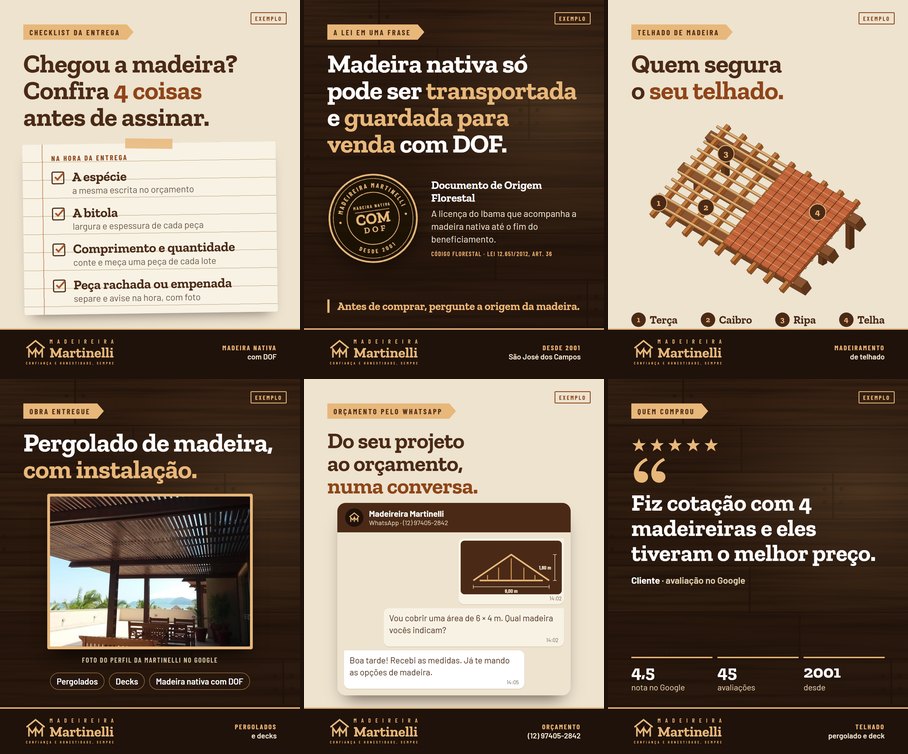 EXEMPLO
CHECKLIST DA ENTREGA
Chegou a madeira?
Confira 4 coisas
antes de assinar.
NA HORA DA ENTREGA
A espécie
a mesma escrita no orçamento
A bitola
largura e espessura de cada peça
Comprimento e quantidade
conte e meça uma peça de cada lote
Peça rachada ou empenada
separe e avise na hora, com foto
MADEIREIRA
Martinelli
CONFIANÇA E HONESTIDADE, SEMPRE
MADEIRA NATIVA
com DOF
EXEMPLO
A LEI EM UMA FRASE
Madeira nativa só
pode ser transportada
e guardada para
venda com DOF.
MADEIREIRA MARTINELLI
MADEIRA NATIVA
COM
DOF
DESDE 2001
Documento de Origem
Florestal
A licença do Ibama que acompanha a
madeira nativa até o fim do
beneficiamento.
CÓDIGO FLORESTAL · LEI 12.651/2012, ART. 36
Antes de comprar, pergunte a origem da madeira.
MADEIREIRA
Martinelli
CONFIANÇA E HONESTIDADE, SEMPRE
DESDE 2001
São José dos Campos
EXEMPLO
TELHADO DE MADEIRA
Quem segura
o seu telhado.
3
1
2
4
1 Terça
2 Caibro
3 Ripa
4 Telha
MADEIREIRA
Martinelli
CONFIANÇA E HONESTIDADE, SEMPRE
MADEIRAMENTO
de telhado
EXEMPLO
OBRA ENTREGUE
Pergolado de madeira,
com instalação.
FOTO DO PERFIL DA MARTINELLI NO GOOGLE
Pergolados
Decks
Madeira nativa com DOF
MADEIREIRA
Martinelli
CONFIANÇA E HONESTIDADE, SEMPRE
PERGOLADOS
e decks
EXEMPLO
ORÇAMENTO PELO WHATSAPP
Do seu projeto
ao orçamento,
numa conversa.
Madeireira Martinelli
WhatsApp · (12) 97405-2842
1,80 m
6,00 m
14:02
Vou cobrir uma área de 6 × 4 m. Qual madeira
vocês indicam?
14:02
Boa tarde! Recebi as medidas. Já te mando
as opções de madeira.
14:05
MADEIREIRA
Martinelli
CONFIANÇA E HONESTIDADE, SEMPRE
ORÇAMENTO
(12) 97405-2842
EXEMPLO
QUEM COMPROU
“
Fiz cotação com 4
madeireiras e eles
tiveram o melhor preço.
Cliente · avaliação no Google
4.5
nota no Google
45
avaliações
2001
desde
MADEIREIRA
Martinelli
CONFIANÇA E HONESTIDADE, SEMPRE
TELHADO
pergolado e deck